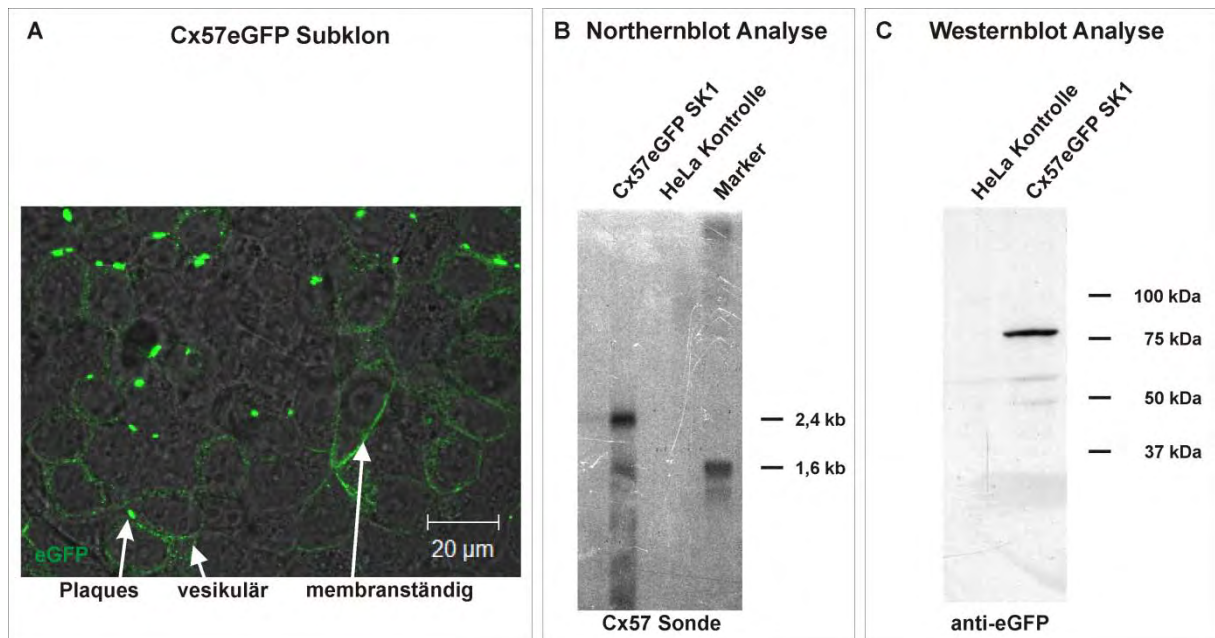 A
Cx57eGFP Subklon
eGFP
20 µm
Plaques
vesikulär
membranständig
B
Northernblot Analyse
Cx57eGFP SK1
HeLa Kontrolle
Marker
2,4 kb
1,6 kb
Cx57 Sonde
C
Westernblot Analyse
HeLa Kontrolle
Cx57eGFP SK1
100 kDa
75 kDa
50 kDa
37 kDa
anti-eGFP